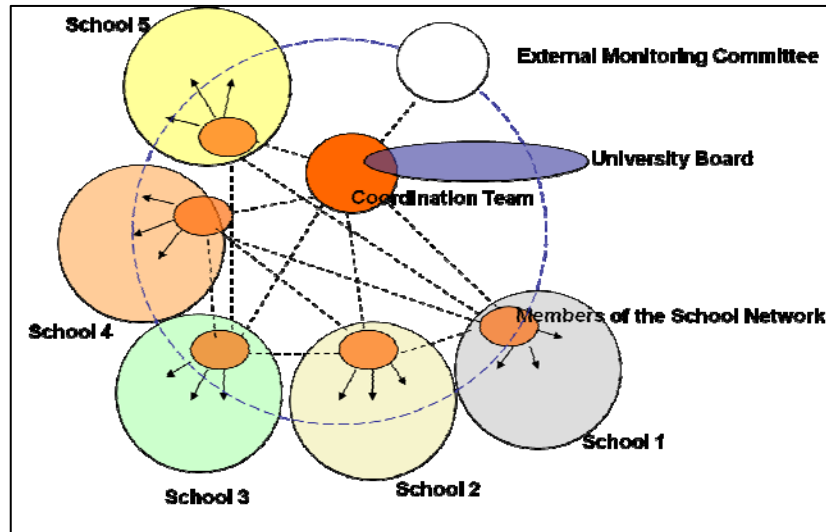 School 5
External Monitoring Committee
University Board
Coordination Team
Members of the School Network
School 4
School 1
School 2
School 3